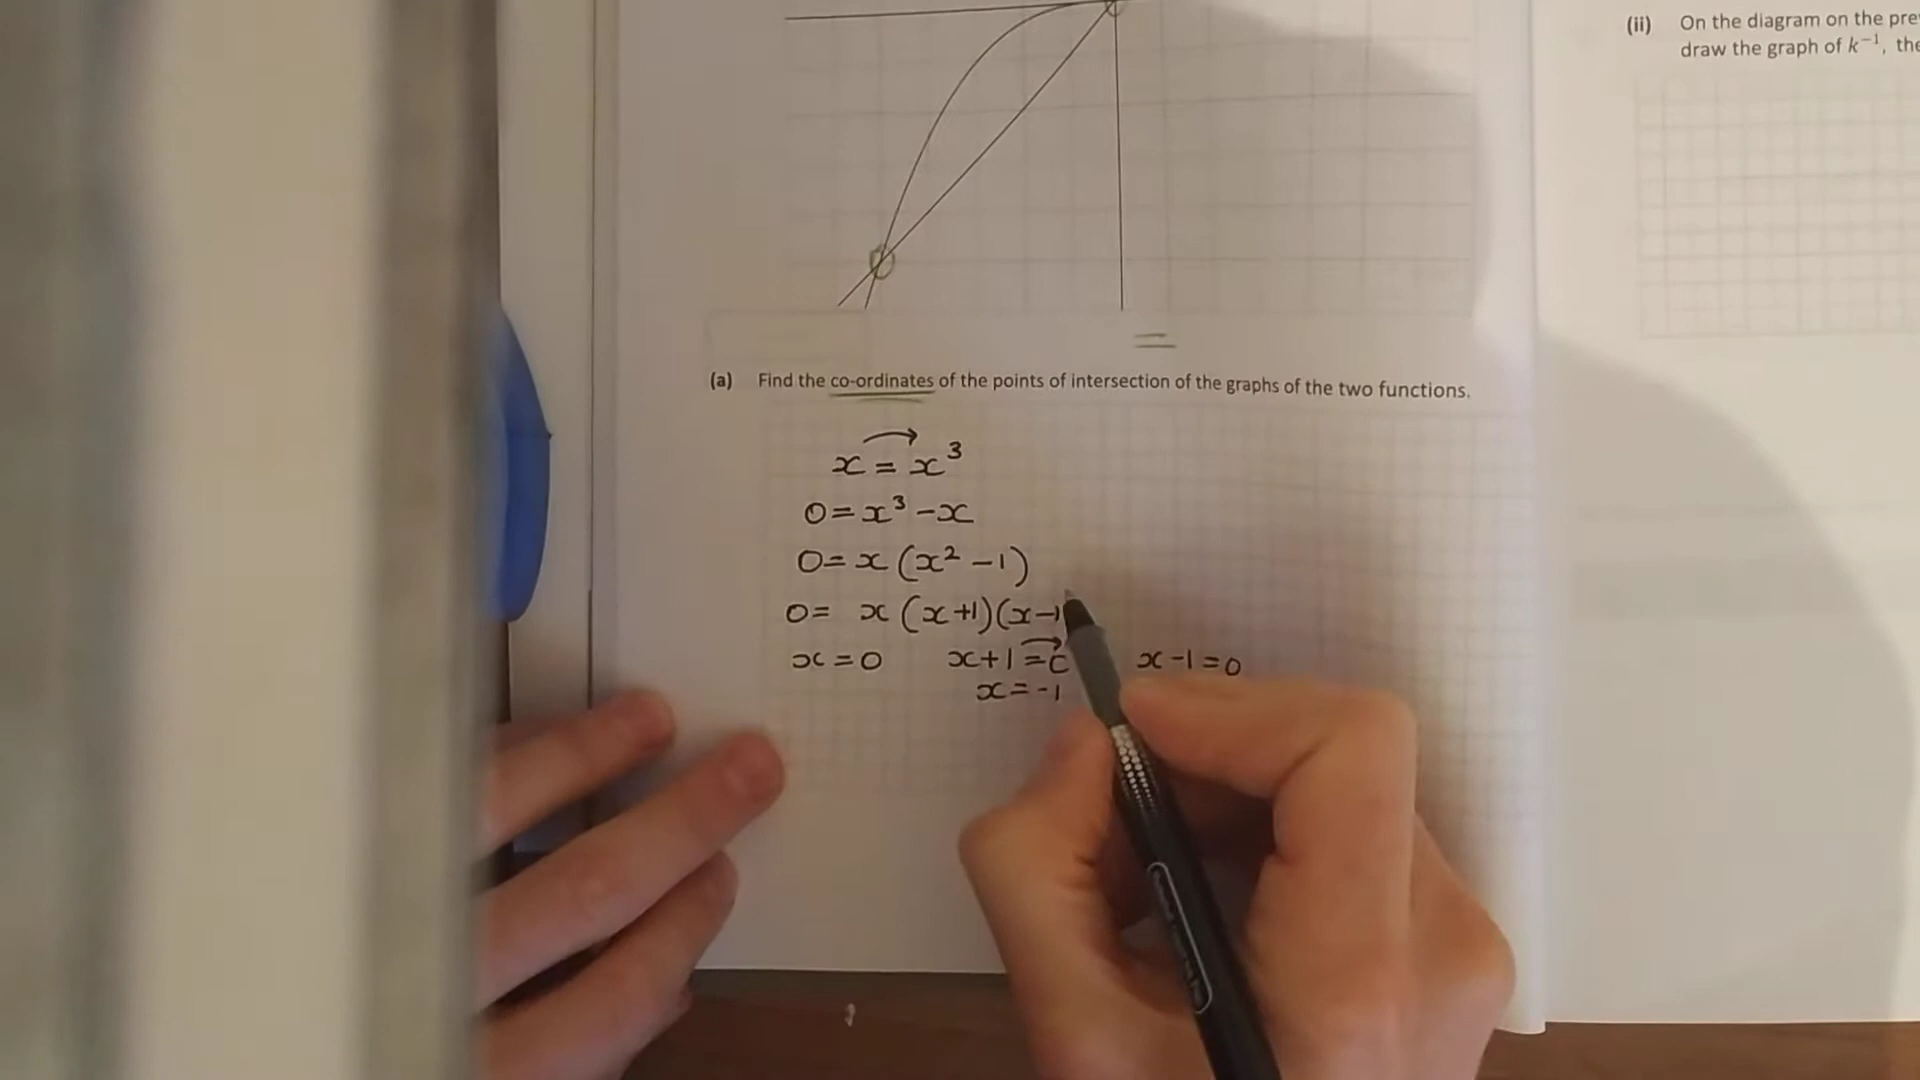 (ii) On the diagram on the pre
draw the graph of k⁻¹, the
(a) Find the co-ordinates of the points of intersection of the graphs of the two functions.
x = x³
0 = x³ - x
0 = x (x² - 1)
0 = x (x+1)(x-1
x = 0 x+1 = 0 x - 1 = 0
x = -1